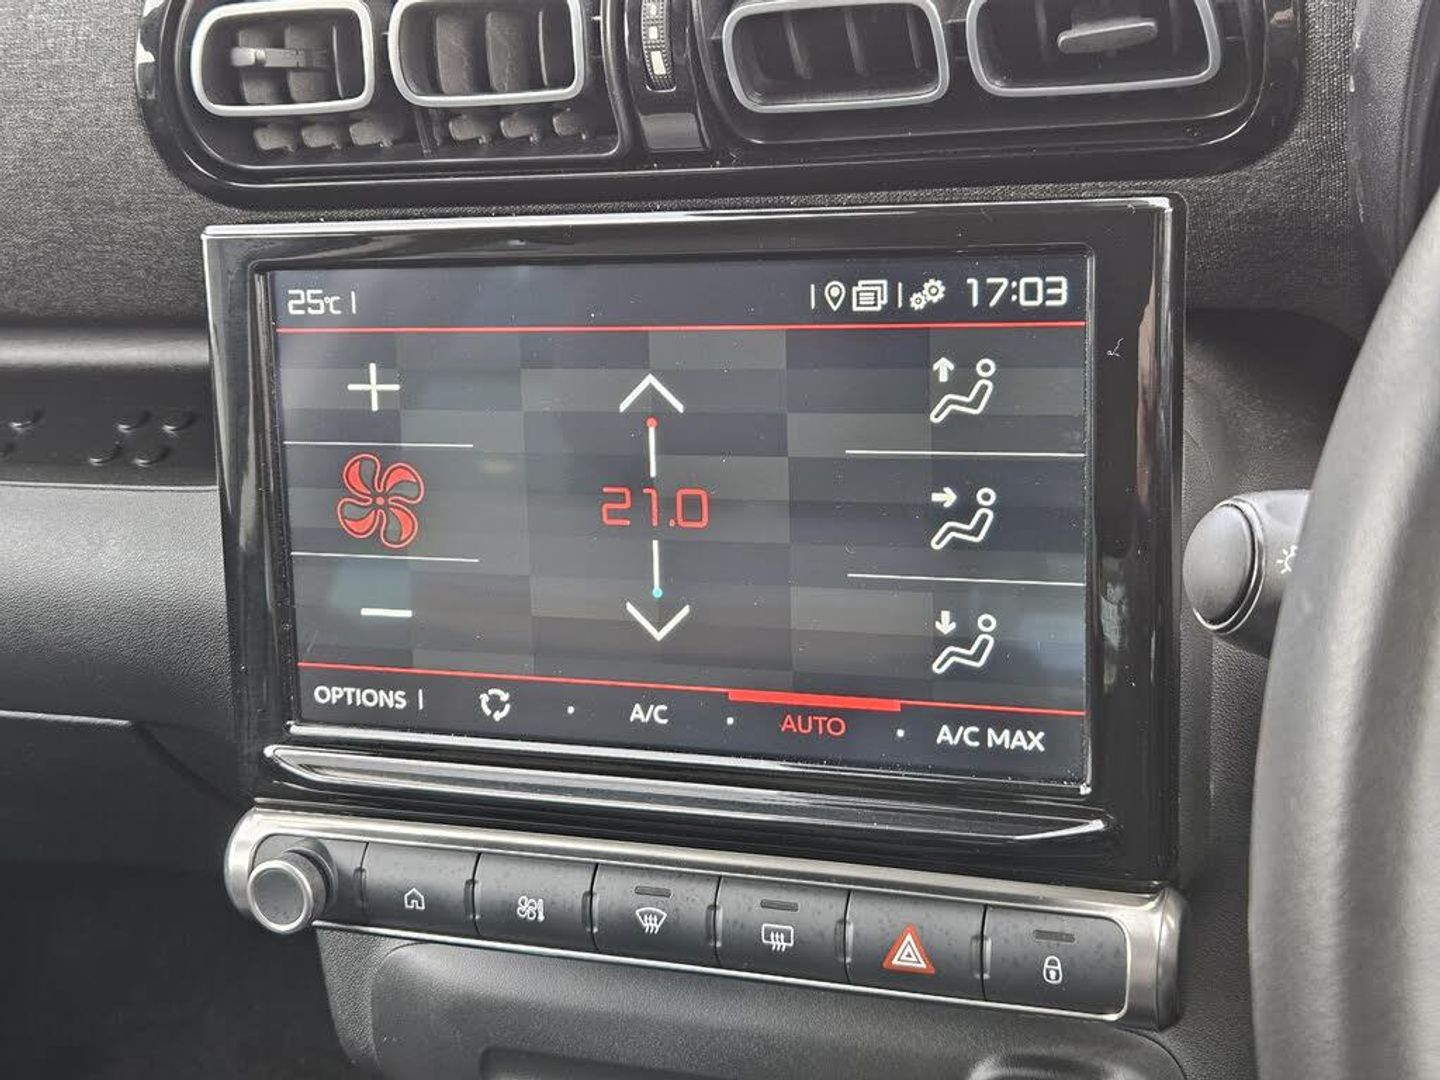 25°C
17:03
21.0
OPTIONS
A/C
AUTO
A/C MAX